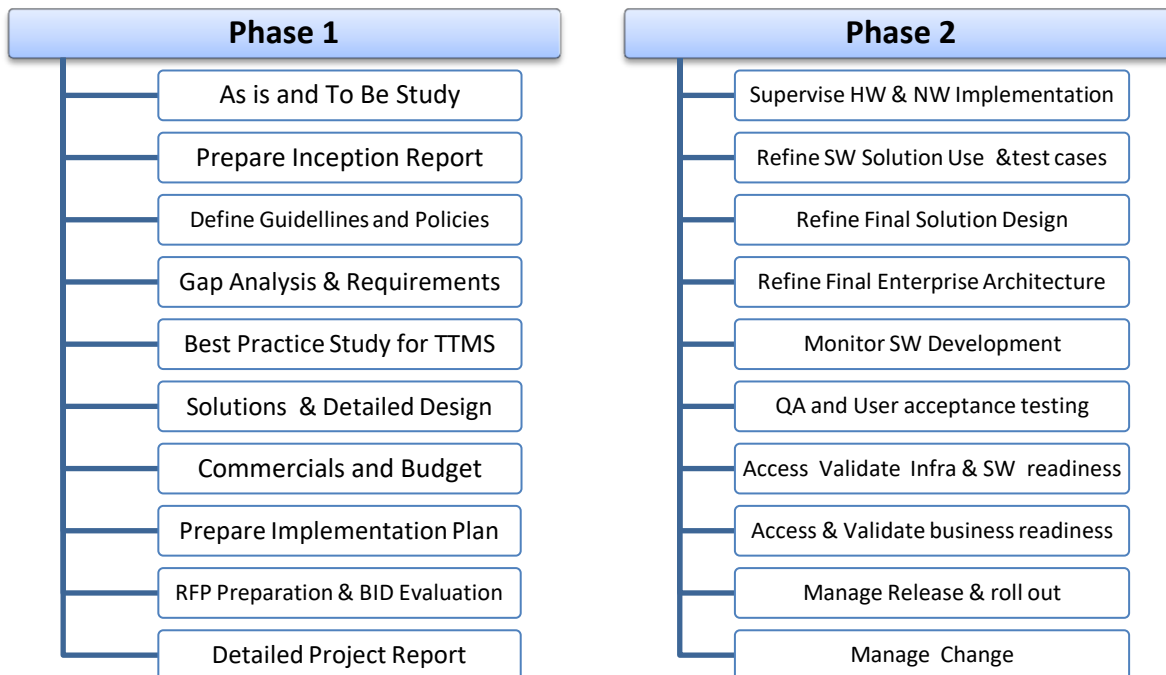 Phase 1
As is and To Be Study
Prepare Inception Report
Define Guidellines and Policies
Gap Analysis & Requirements
Best Practice Study for TTMS
Solutions & Detailed Design
Commercials and Budget
Prepare Implementation Plan
RFP Preparation & BID Evaluation
Detailed Project Report
Phase 2
Supervise HW & NW Implementation
Refine SW Solution Use &test cases
Refine Final Solution Design
Refine Final Enterprise Architecture
Monitor SW Development
QA and User acceptance testing
Access Validate Infra & SW readiness
Access & Validate business readiness
Manage Release & roll out
Manage Change